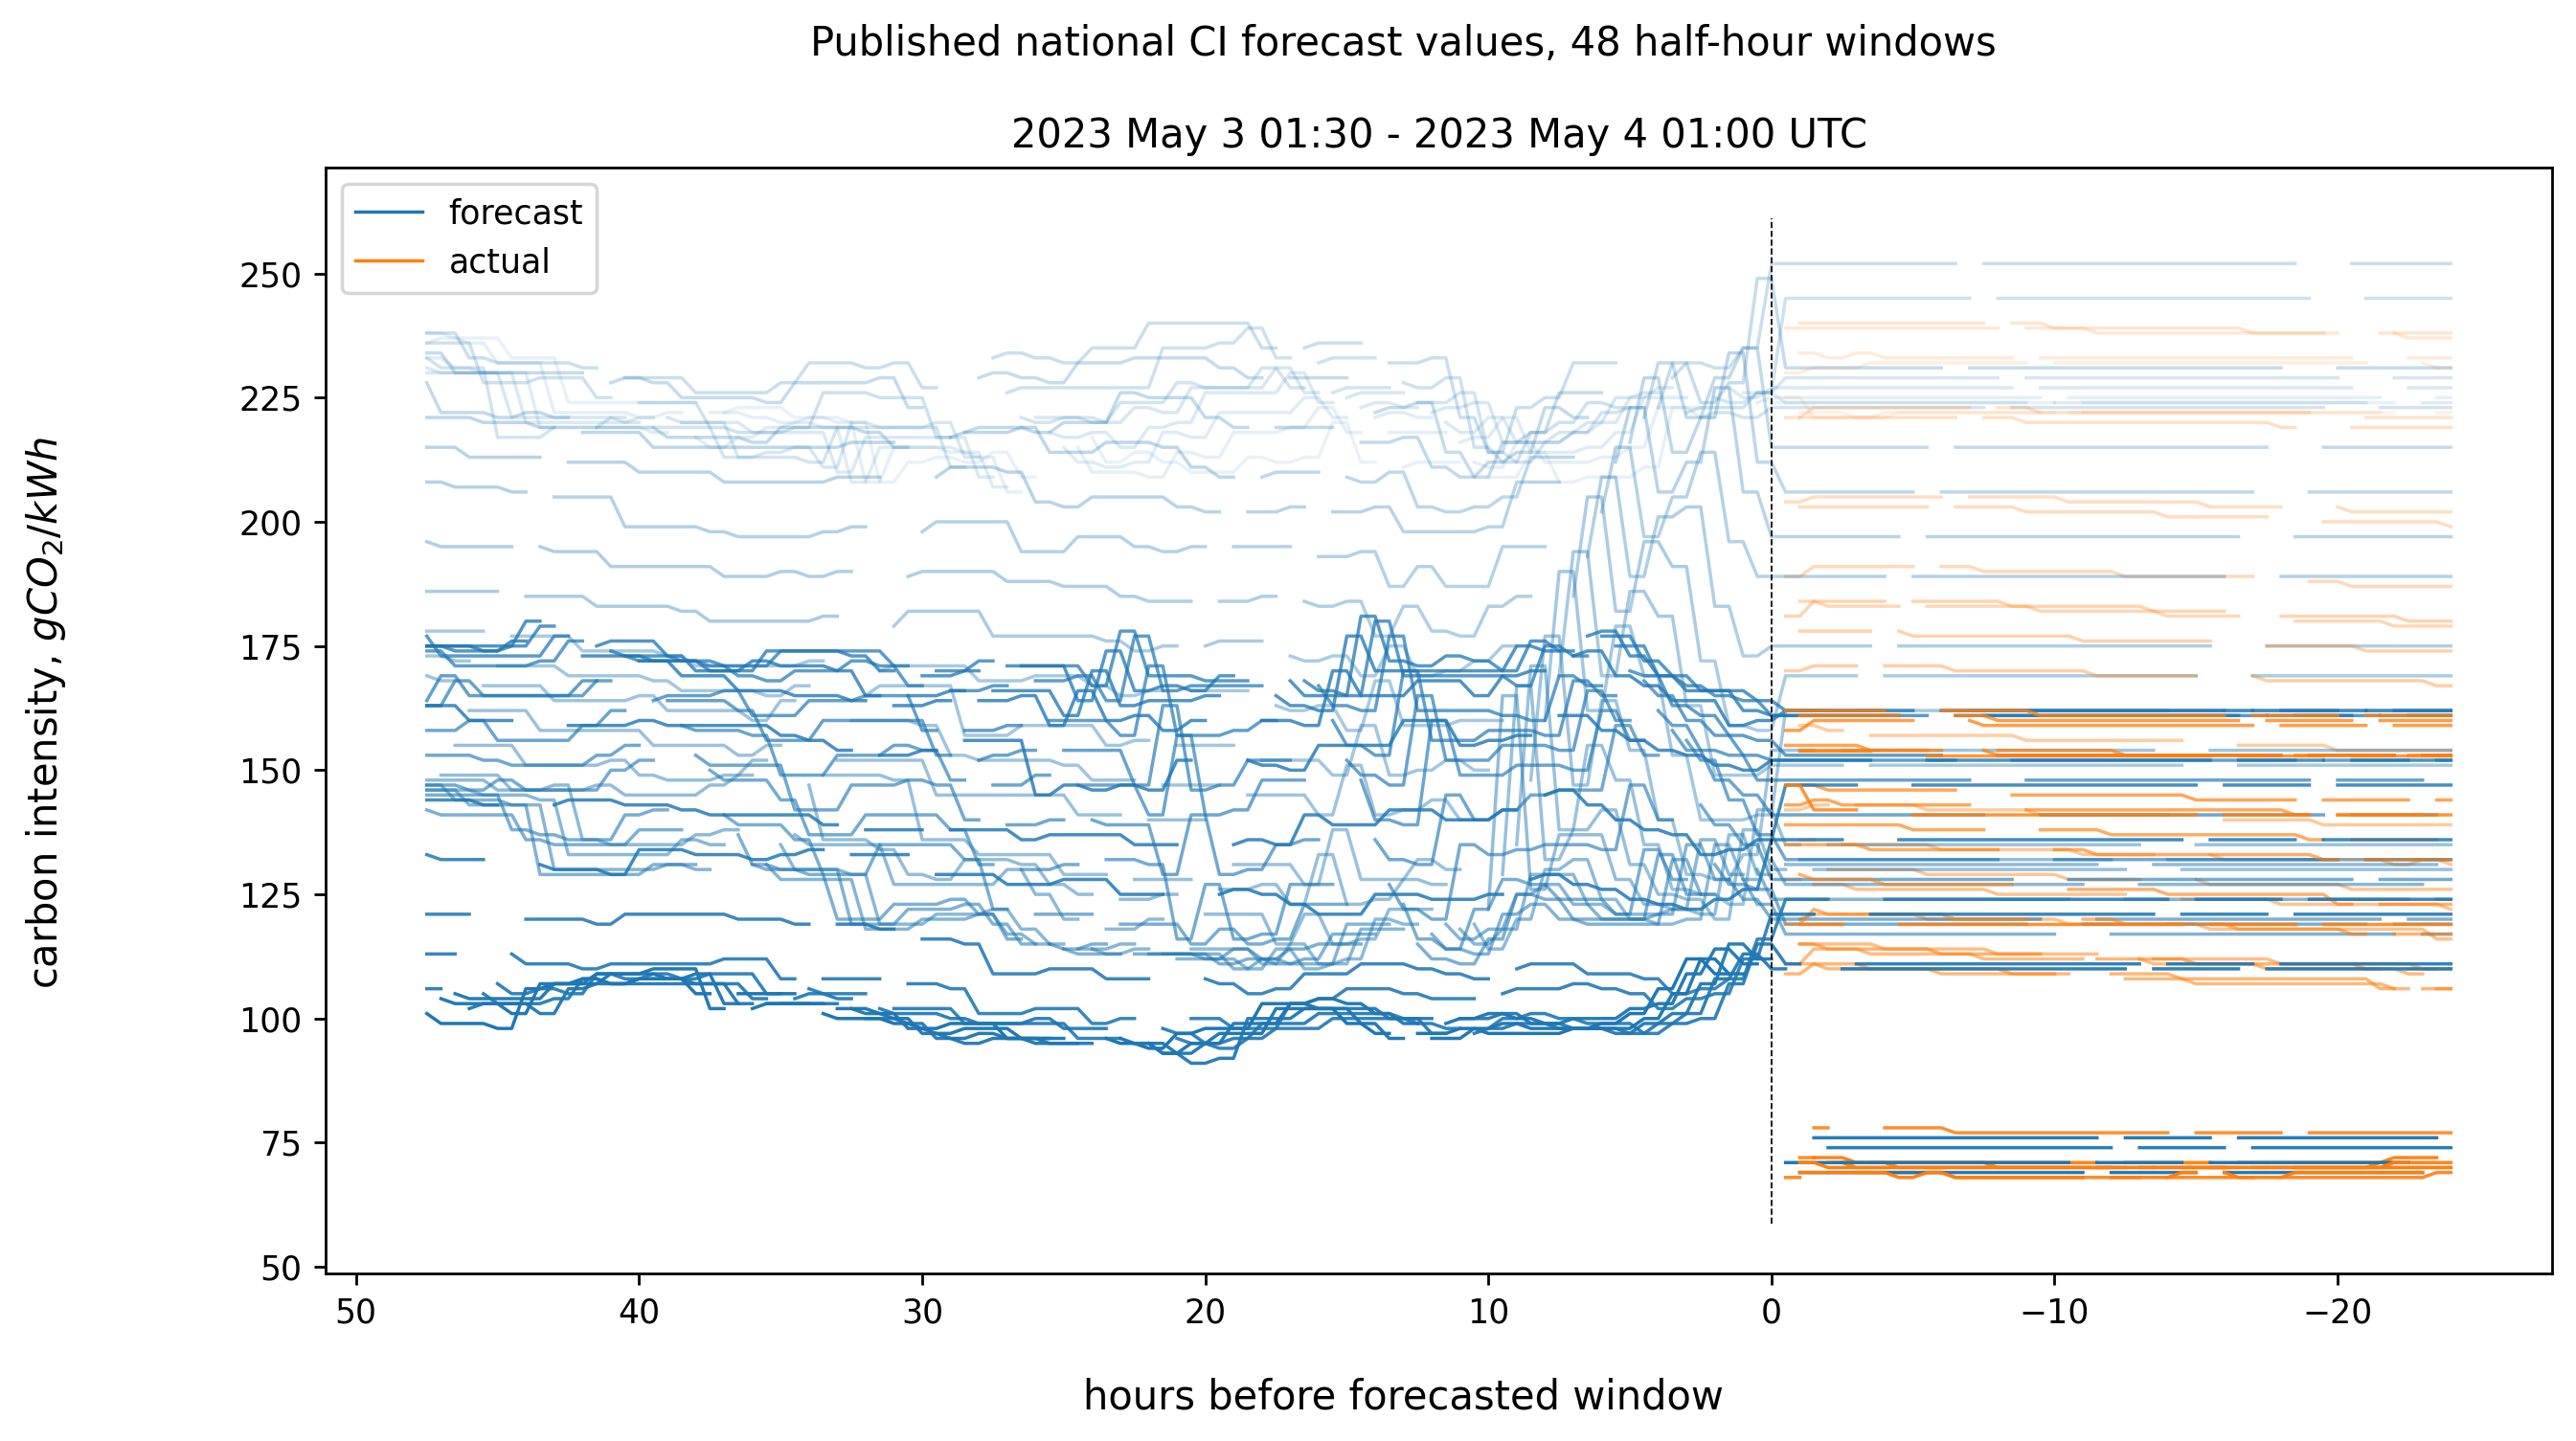 Published national CI forecast values, 48 half-hour windows
2023 May 3 01:30 - 2023 May 4 01:00 UTC
forecast
actual
carbon intensity, gCO₂/kWh
250
225
200
175
150
125
100
75
50
50 40 30 20 10 0 −10 −20
hours before forecasted window